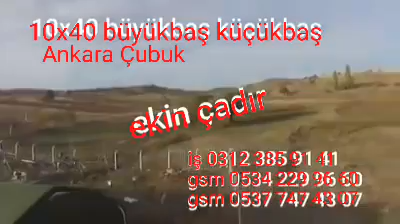 10x40 büyükbaş küçükbaş
Ankara Çubuk
ekin çadır
iş 0312 385 91 41
gsm 0534 229 96 60
gsm 0537 747 43 07